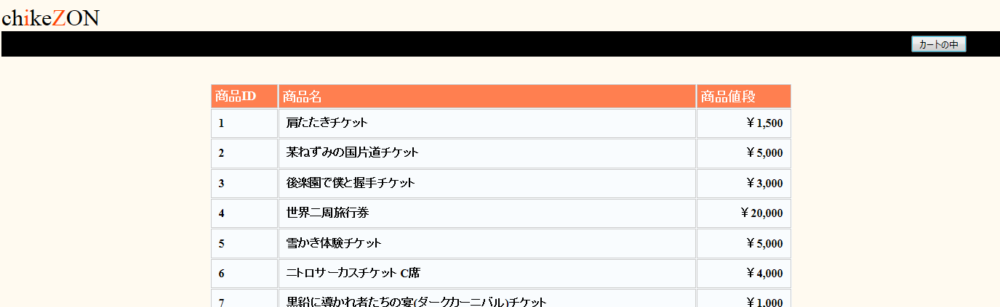 chikeZON
カートの中
商品ID 商品名 商品値段
1 肩たたきチケット ￥1,500
2 某ねずみの国片道チケット ￥5,000
3 後楽園で僕と握手チケット ￥3,000
4 世界二周旅行券 ￥20,000
5 雪かき体験チケット ￥5,000
6 ニトロサーカスチケット C席 ￥4,000
7 黒鉛に導かれ者たちの宴(ダークカーニバル)チケット ￥1,000